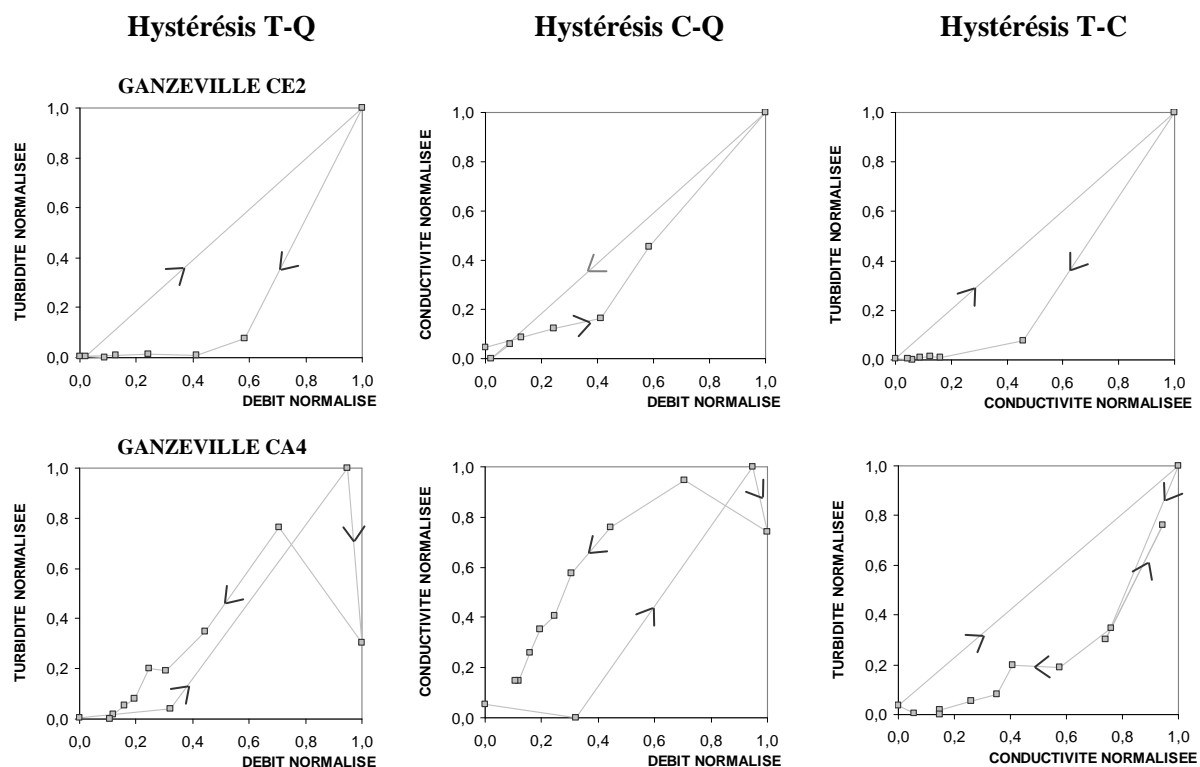 Hystérésis T-Q
Hystérésis C-Q
Hystérésis T-C
GANZEVILLE CE2
TURBIDITE NORMALISEE
1,0
0,8
0,6
0,4
0,2
0,0
0,0 0,2 0,4 0,6 0,8 1,0
DEBIT NORMALISE
CONDUCTIVITE NORMALISEE
1,0
0,8
0,6
0,4
0,2
0,0
0,0 0,2 0,4 0,6 0,8 1,0
DEBIT NORMALISE
TURBIDITE NORMALISEE
1,0
0,8
0,6
0,4
0,2
0,0
0,0 0,2 0,4 0,6 0,8 1,0
CONDUCTIVITE NORMALISEE
GANZEVILLE CA4
TURBIDITE NORMALISEE
1,0
0,8
0,6
0,4
0,2
0,0
0,0 0,2 0,4 0,6 0,8 1,0
DEBIT NORMALISE
CONDUCTIVITE NORMALISEE
1,0
0,8
0,6
0,4
0,2
0,0
0,0 0,2 0,4 0,6 0,8 1,0
DEBIT NORMALISE
TURBIDITE NORMALISEE
1,0
0,8
0,6
0,4
0,2
0,0
0,0 0,2 0,4 0,6 0,8 1,0
CONDUCTIVITE NORMALISEE